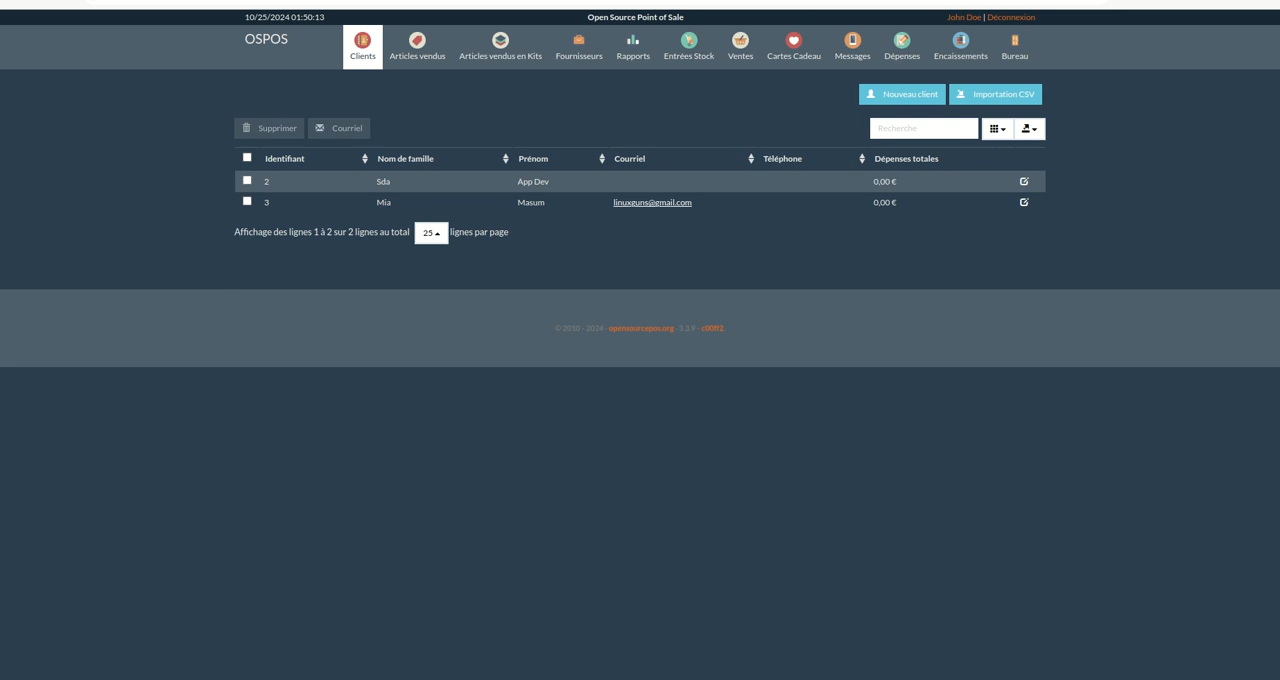 10/25/2024 01:50:13 Open Source Point of Sale John Doe | Déconnexion
OSPOS
Clients Articles vendus Articles vendus en Kits Fournisseurs Rapports Entrées Stock Ventes Cartes Cadeau Messages Dépenses Encaissements Bureau
Nouveau client Importation CSV
Supprimer Courriel Recherche
Identifiant Nom de famille Prénom Courriel Téléphone Dépenses totales
2 Sda App Dev 0,00 €
3 Mia Masum linuxguns@gmail.com 0,00 €
Affichage des lignes 1 à 2 sur 2 lignes au total 25 lignes par page
© 2010 - 2024 · opensourcepos.org · 3.3.9 - c00ff2